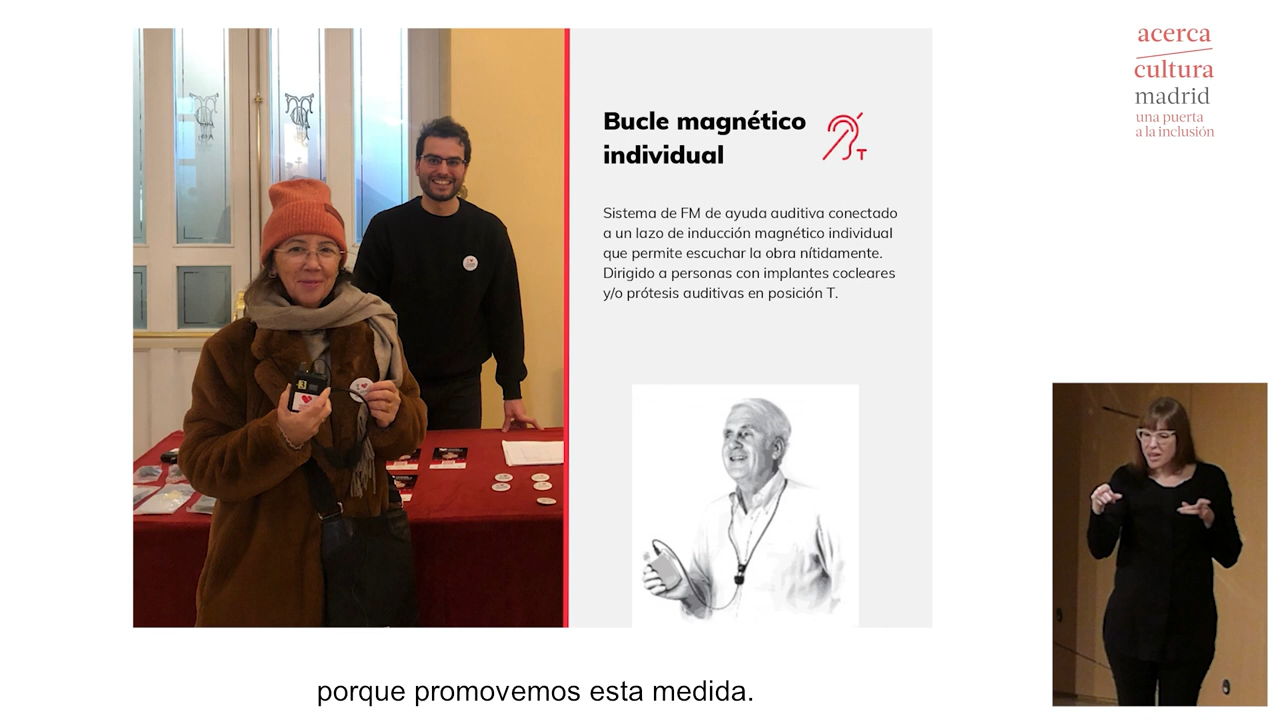 acerca
cultura
madrid
una puerta
a la inclusión
Bucle magnético
individual
T
Sistema de FM de ayuda auditiva conectado
a un lazo de inducción magnético individual
que permite escuchar la obra nítidamente.
Dirigido a personas con implantes cocleares
y/o prótesis auditivas en posición T.
3
porque promovemos esta medida.